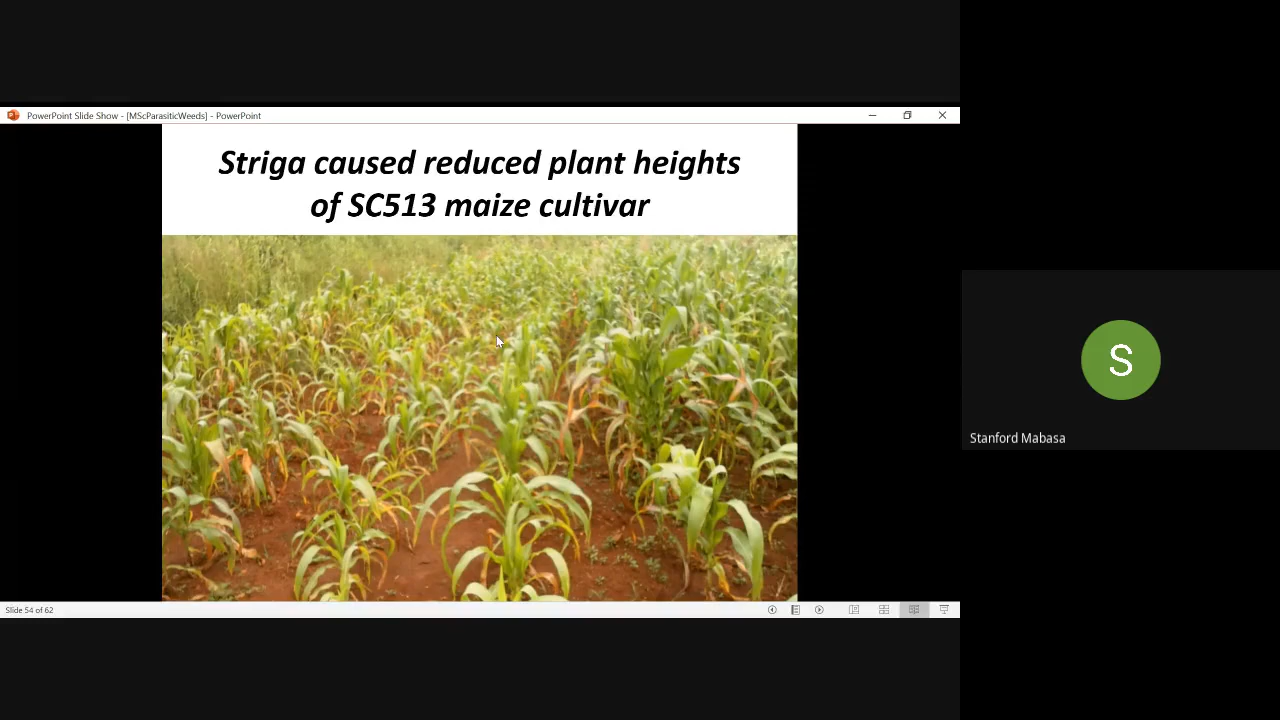 PowerPoint Slide Show - [MScParasiticWeeds] - PowerPoint
Striga caused reduced plant heights
of SC513 maize cultivar
S
Stanford Mabasa
Slide 54 of 62